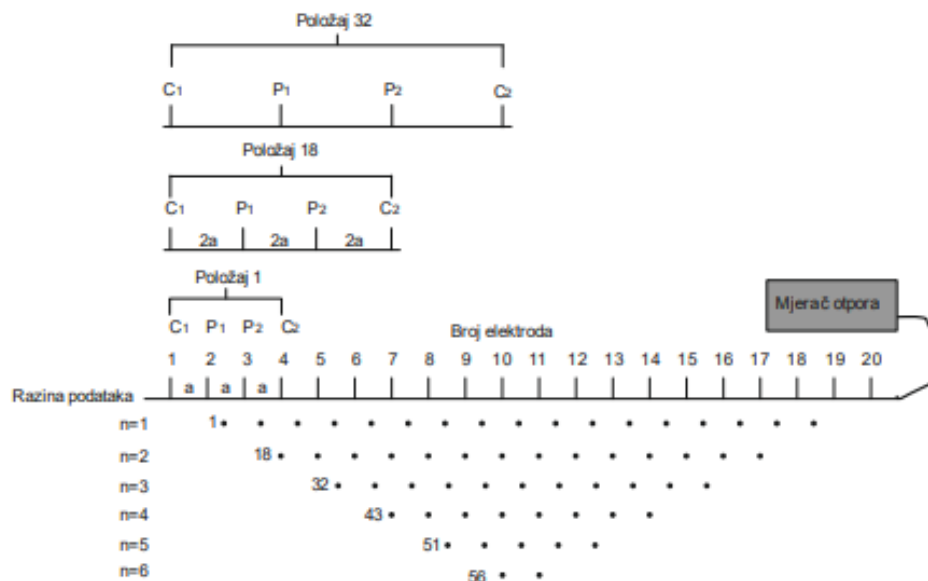 Položaj 32
C1 P1 P2 C2
Položaj 18
C1 P1 P2 C2
2a 2a 2a
Položaj 1
Mjerač otpora
C1 P1 P2 C2
Broj elektroda
1 2 3 4 5 6 7 8 9 10 11 12 13 14 15 16 17 18 19 20
a a a
Razina podataka
n=1 1
n=2 18
n=3 32
n=4 43
n=5 51
n=6 56